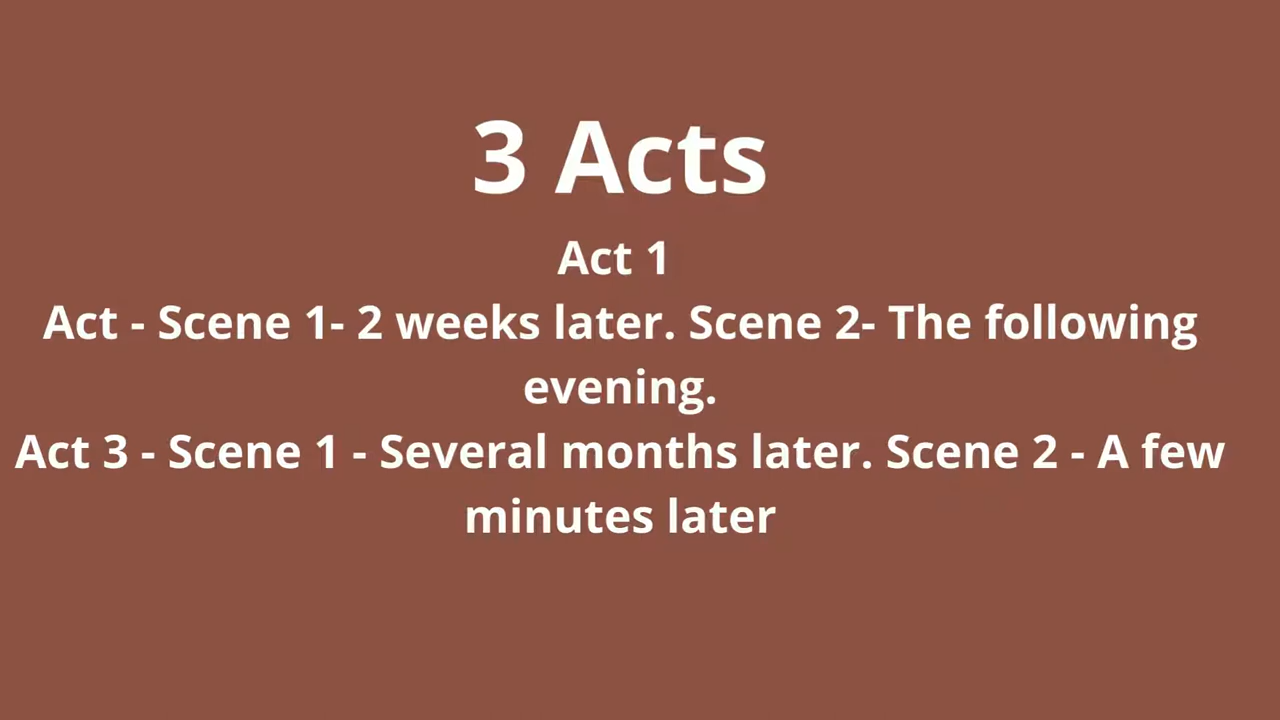 3 Acts
Act 1
Act - Scene 1- 2 weeks later. Scene 2- The following
evening.
Act 3 - Scene 1 - Several months later. Scene 2 - A few
minutes later